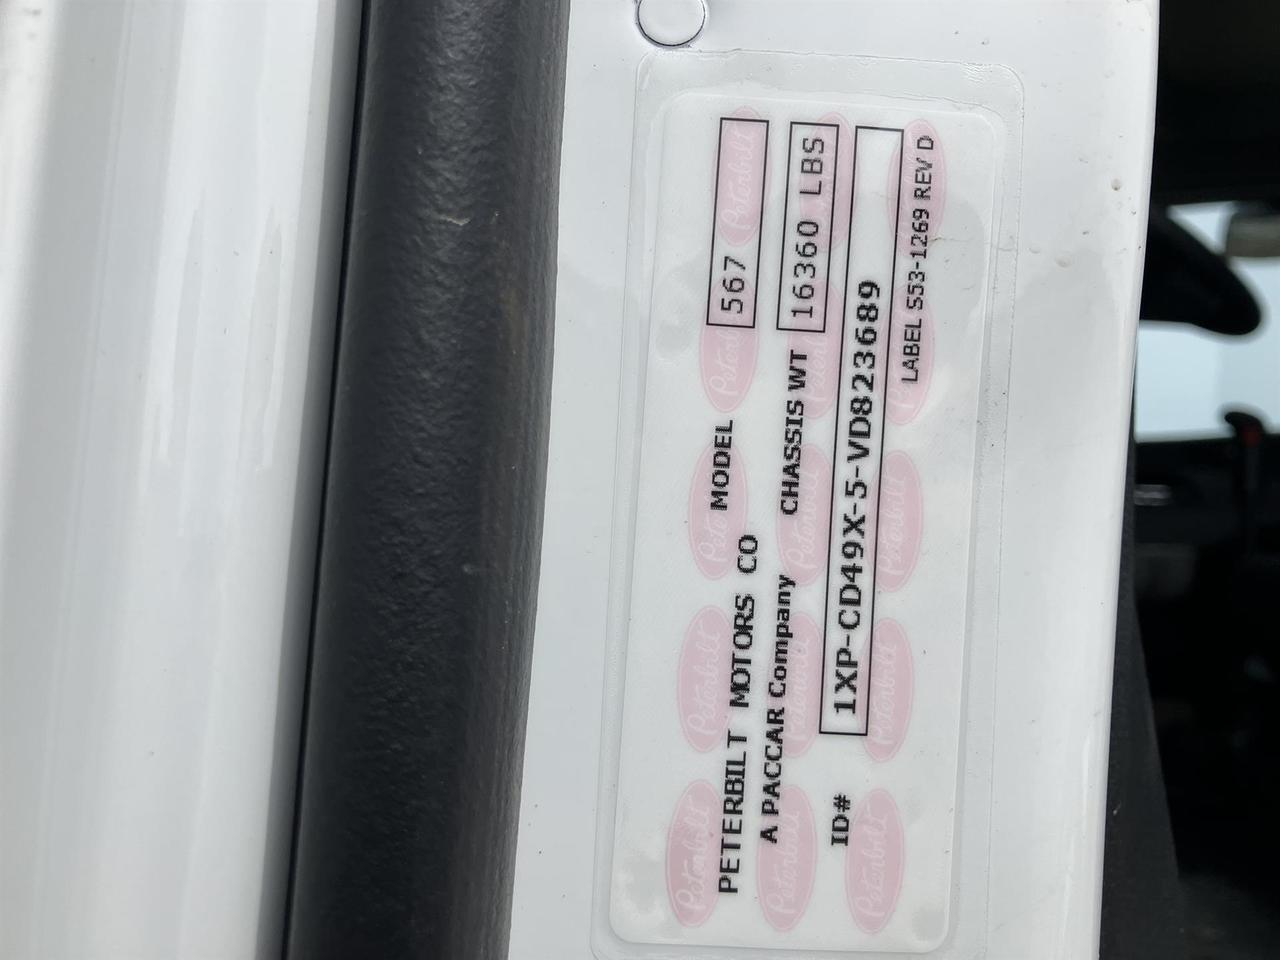 PETERBILT MOTORS CO MODEL 567
A PACCAR Company CHASSIS WT 16360 LBS
ID# 1XP-CD49X-5-VD823689
LABEL S53-1269 REV D
Peterbilt